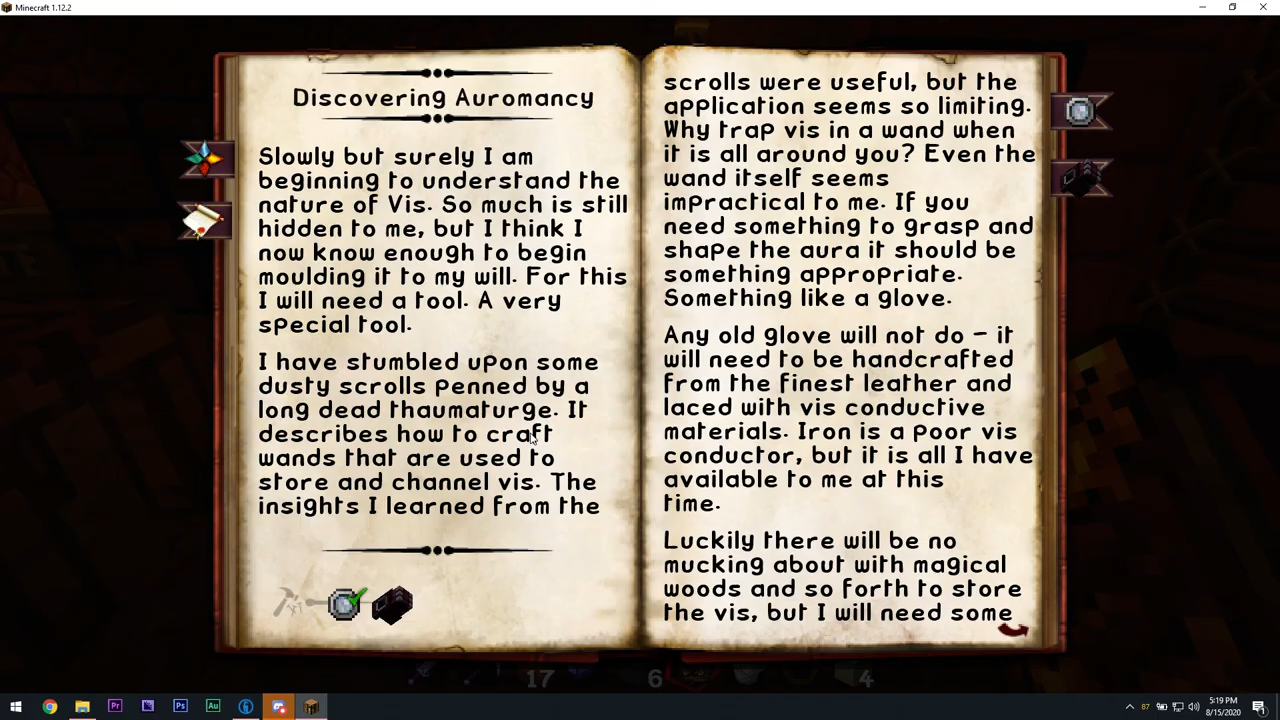 Minecraft 1.12.2
Discovering Auromancy
Slowly but surely I am
beginning to understand the
nature of Vis. So much is still
hidden to me, but I think I
now know enough to begin
moulding it to my will. For this
I will need a tool. A very
special tool.
I have stumbled upon some
dusty scrolls penned by a
long dead thaumaturge. It
describes how to craft
wands that are used to
store and channel vis. The
insights I learned from the
scrolls were useful, but the
application seems so limiting.
Why trap vis in a wand when
it is all around you? Even the
wand itself seems
impractical to me. If you
need something to grasp and
shape the aura it should be
something appropriate.
Something like a glove.
Any old glove will not do - it
will need to be handcrafted
from the finest leather and
laced with vis conductive
materials. Iron is a poor vis
conductor, but it is all I have
available to me at this
time.
Luckily there will be no
mucking about with magical
woods and so forth to store
the vis, but I will need some
17
6
4
Pr
Ps
Au
87
5:19 PM
8/15/2020
1